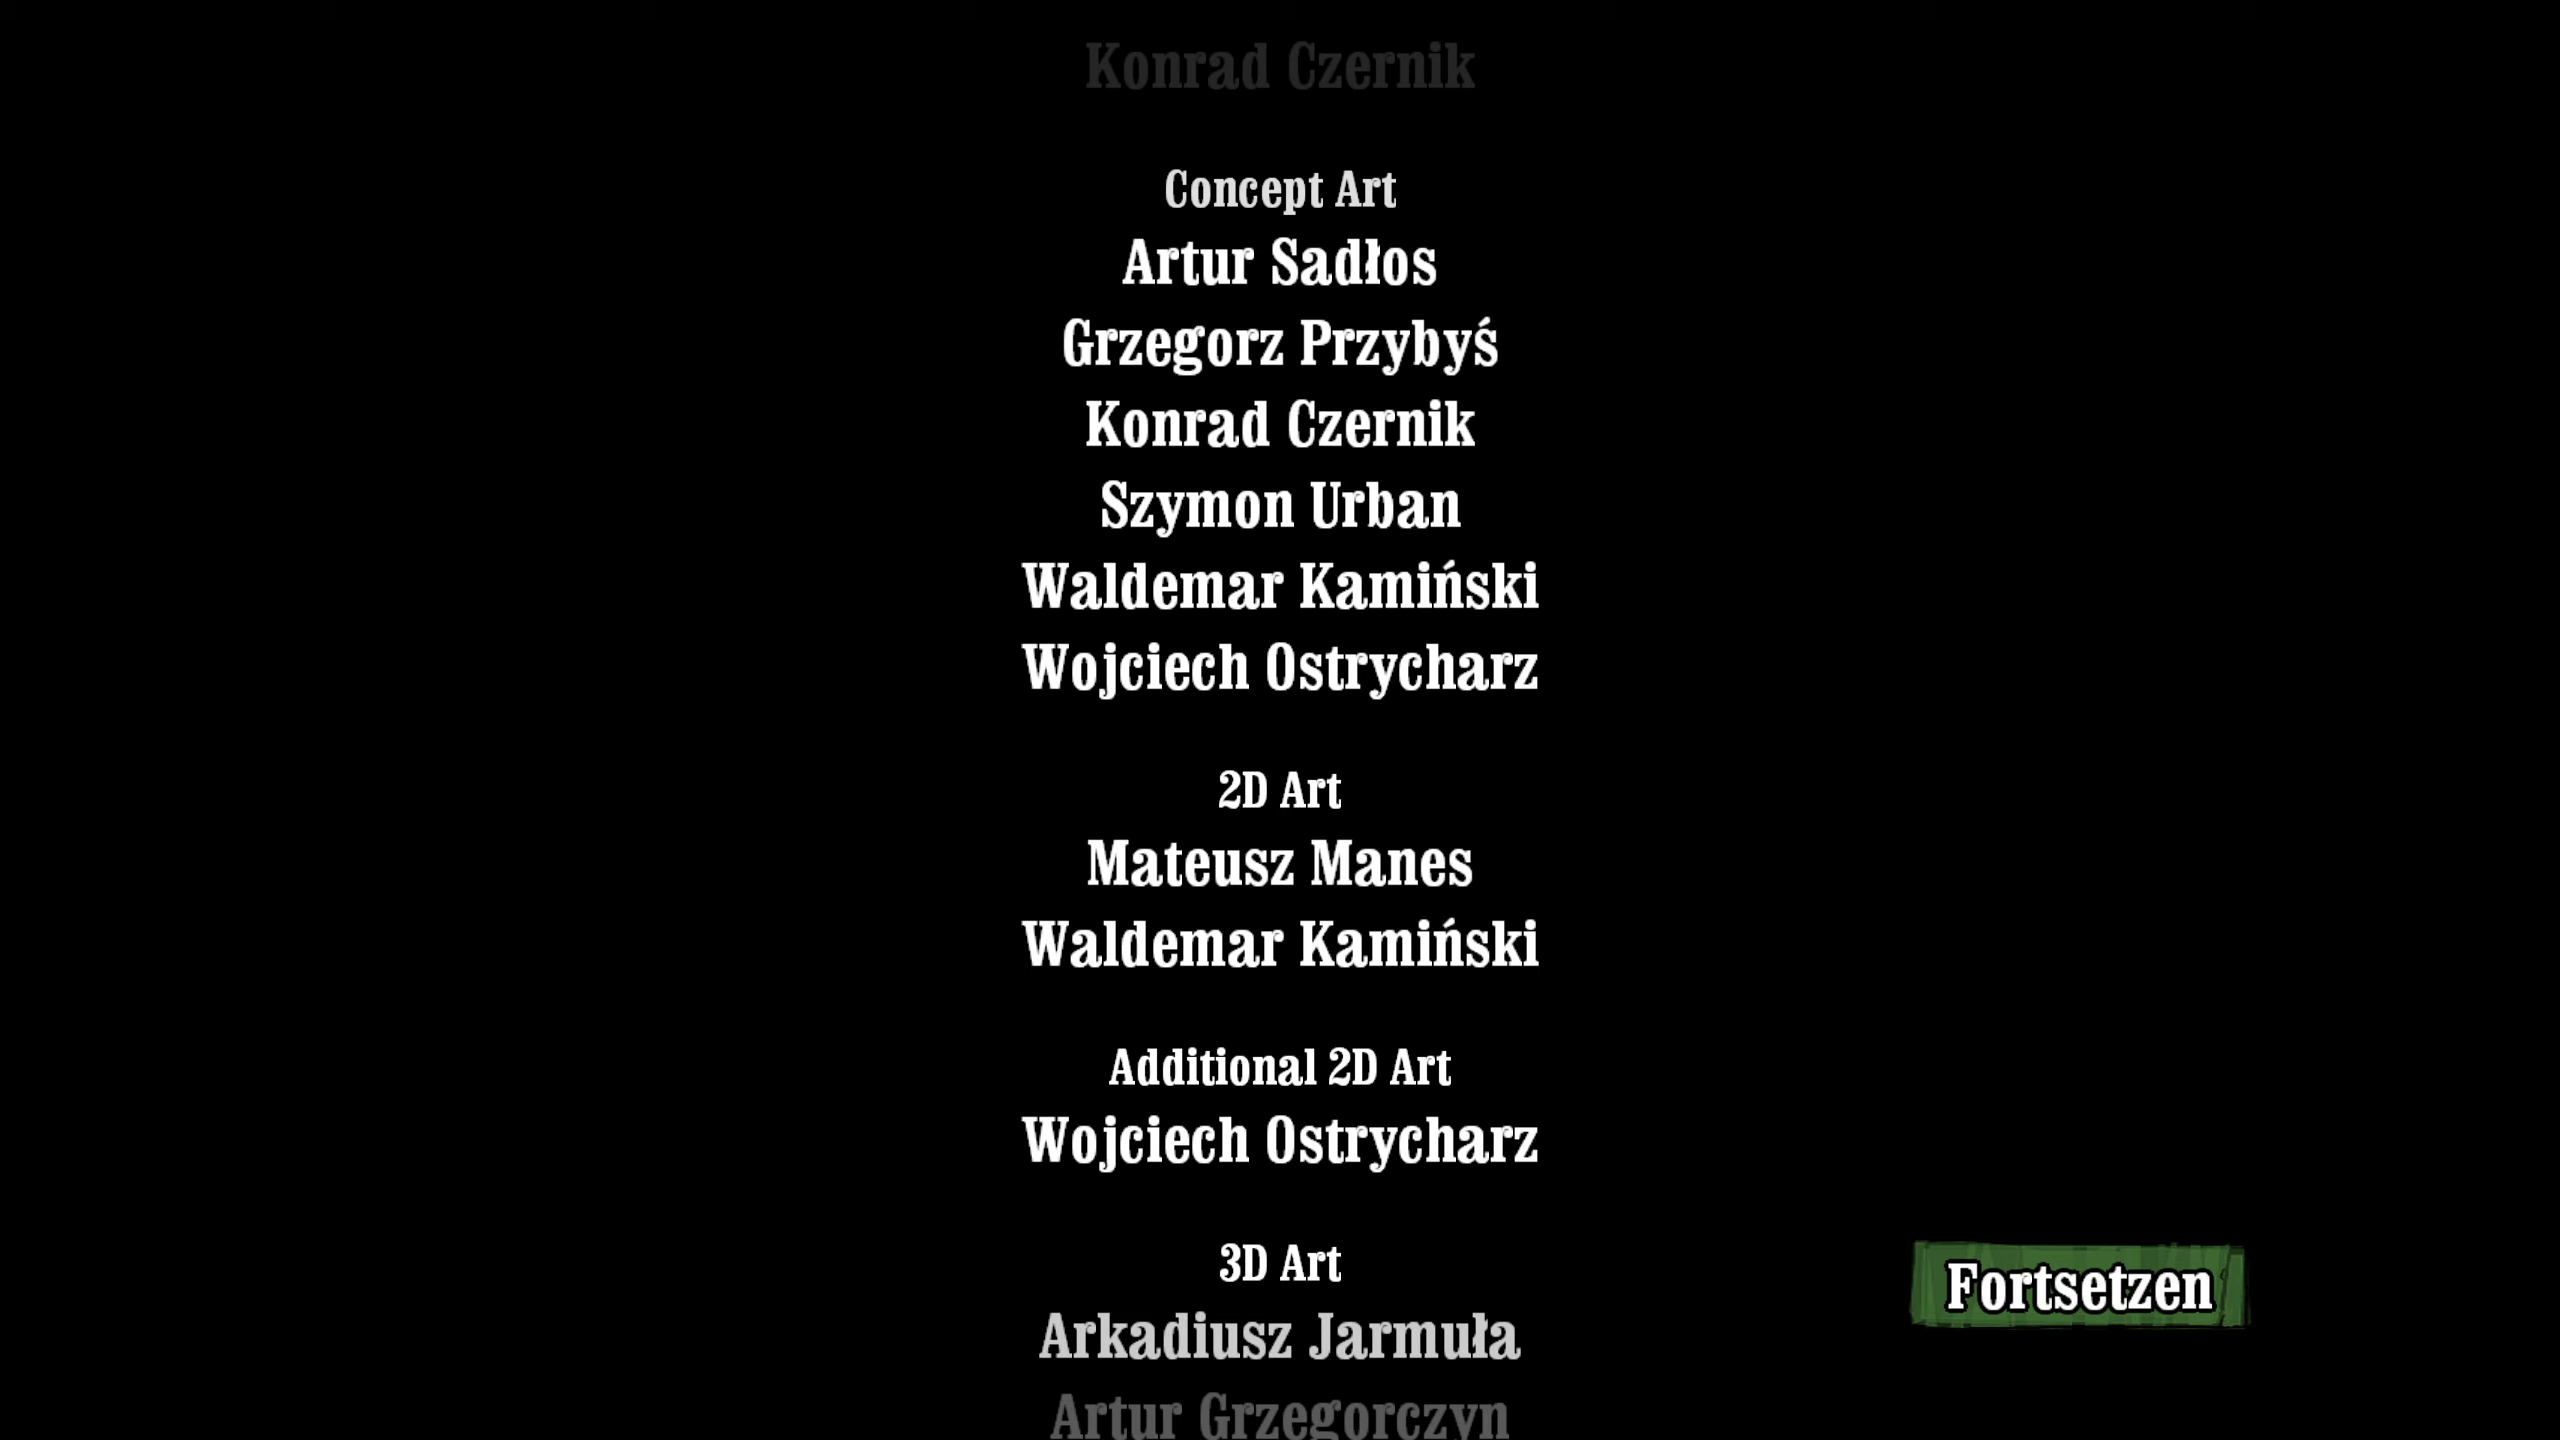 Konrad Czernik
Concept Art
Artur Sadłos
Grzegorz Przybyś
Konrad Czernik
Szymon Urban
Waldemar Kamiński
Wojciech Ostrycharz
2D Art
Mateusz Manes
Waldemar Kamiński
Additional 2D Art
Wojciech Ostrycharz
3D Art
Fortsetzen
Arkadiusz Jarmuła
Artur Grzegorczyn